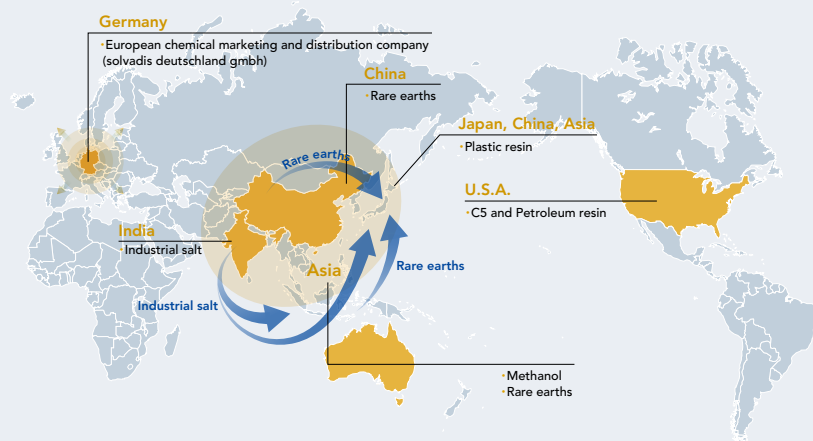 Germany
·European chemical marketing and distribution company
(solvadis deutschland gmbh)
China
·Rare earths
Japan, China, Asia
·Plastic resin
Rare earths
U.S.A.
·C5 and Petroleum resin
India
·Industrial salt
Asia
Rare earths
Industrial salt
·Methanol
·Rare earths